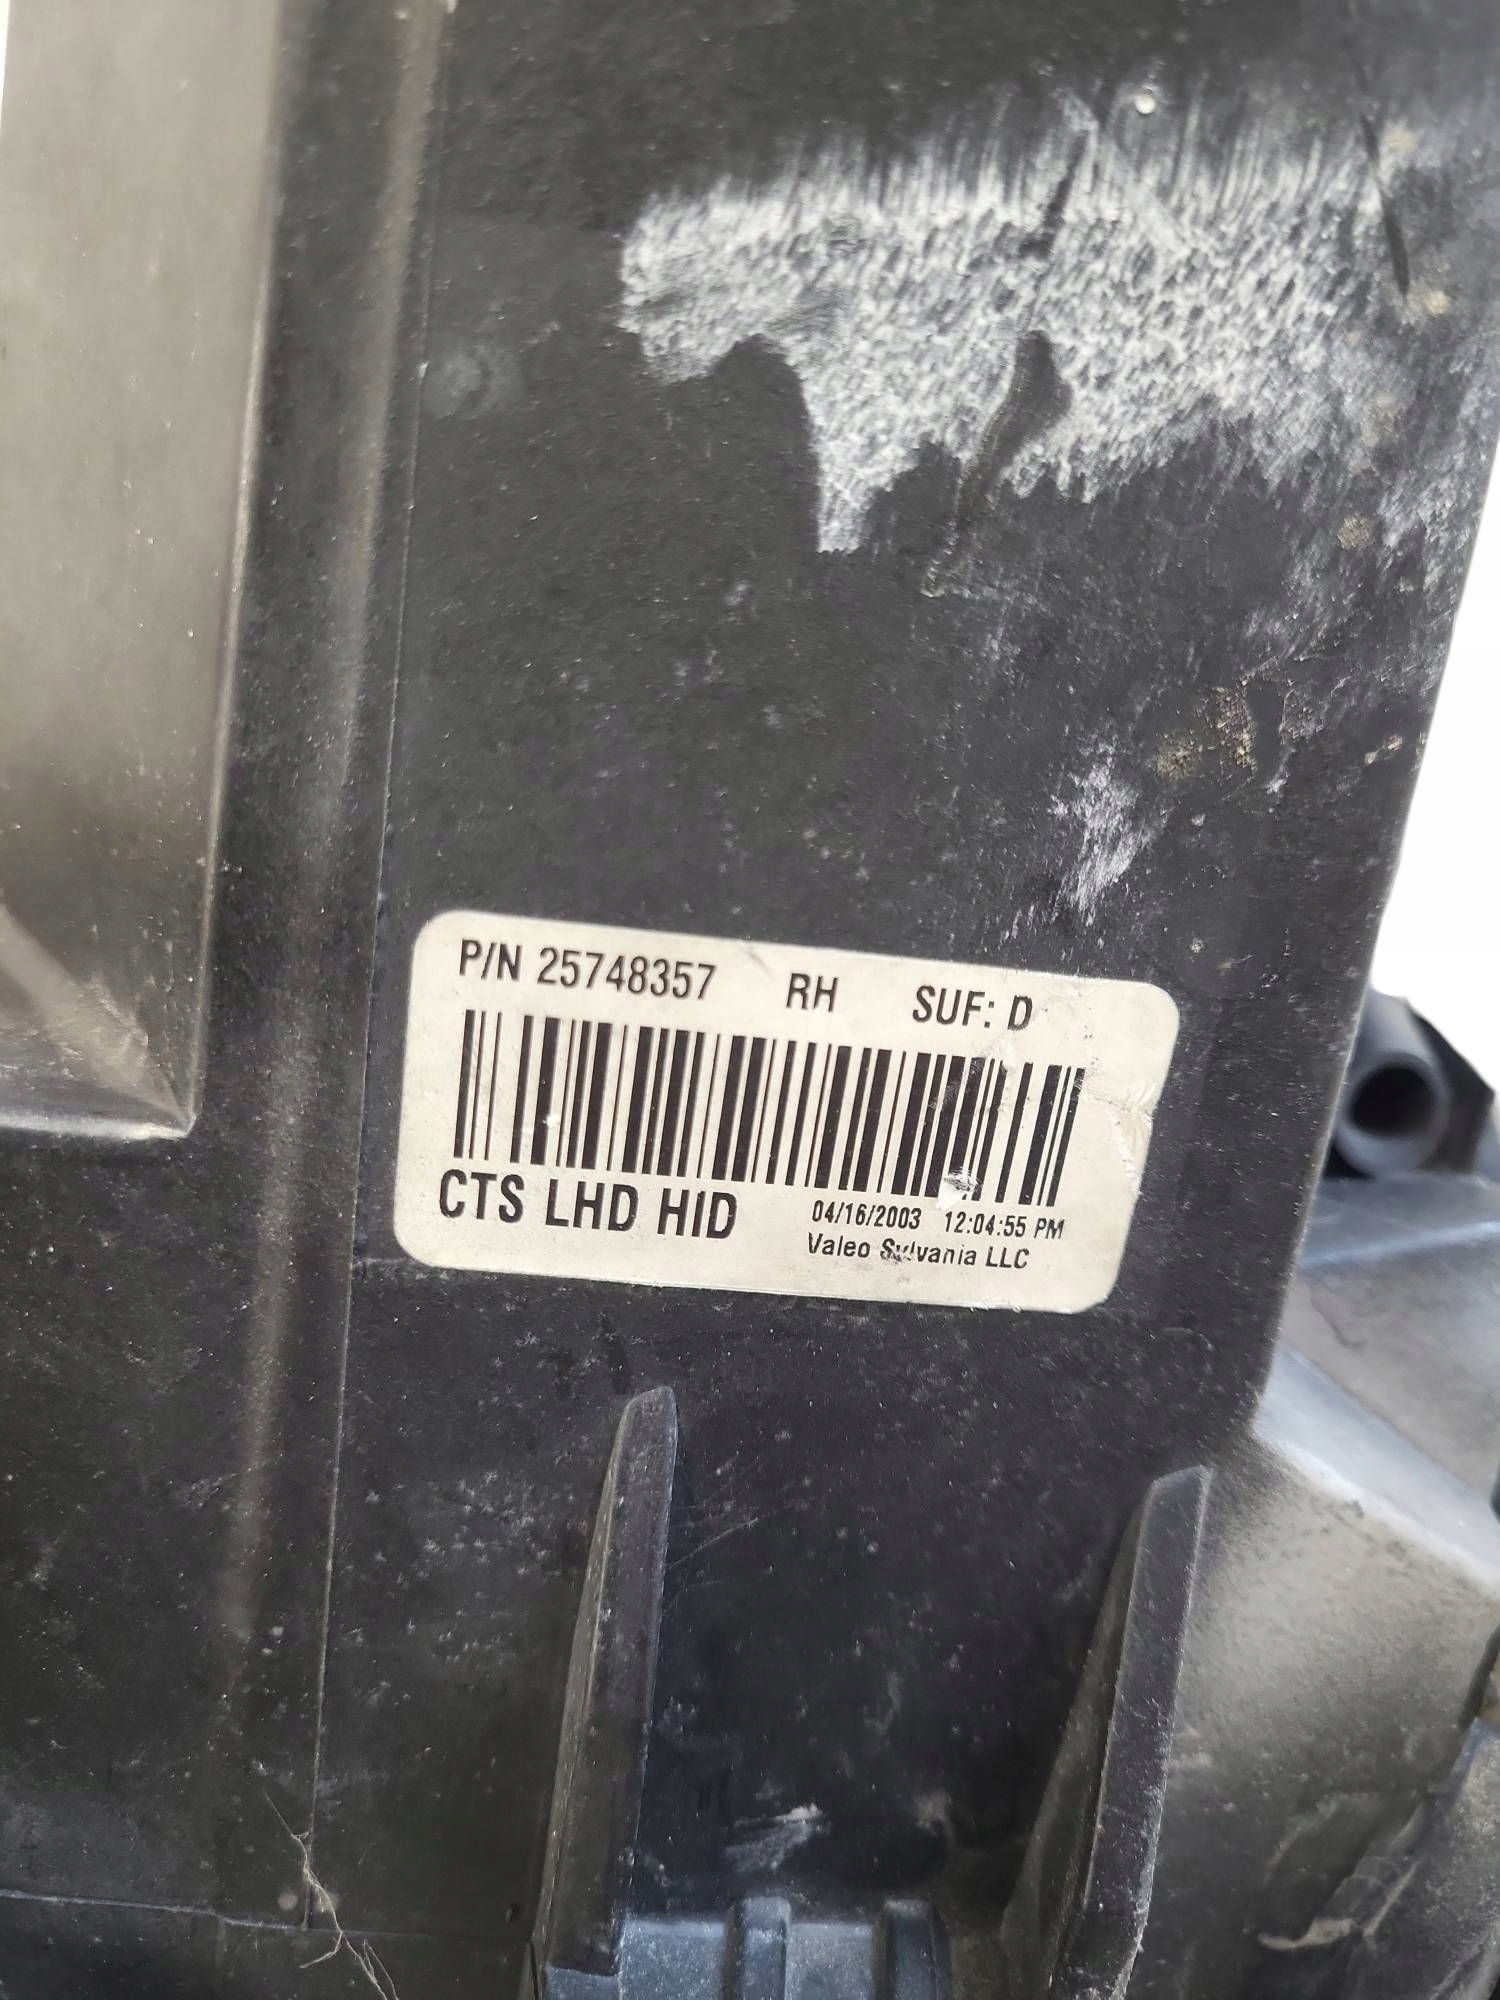 P/N 25748357 RH SUF: D
CTS LHD HID
04/16/2003 12:04:55 PM
Valeo Sylvania LLC